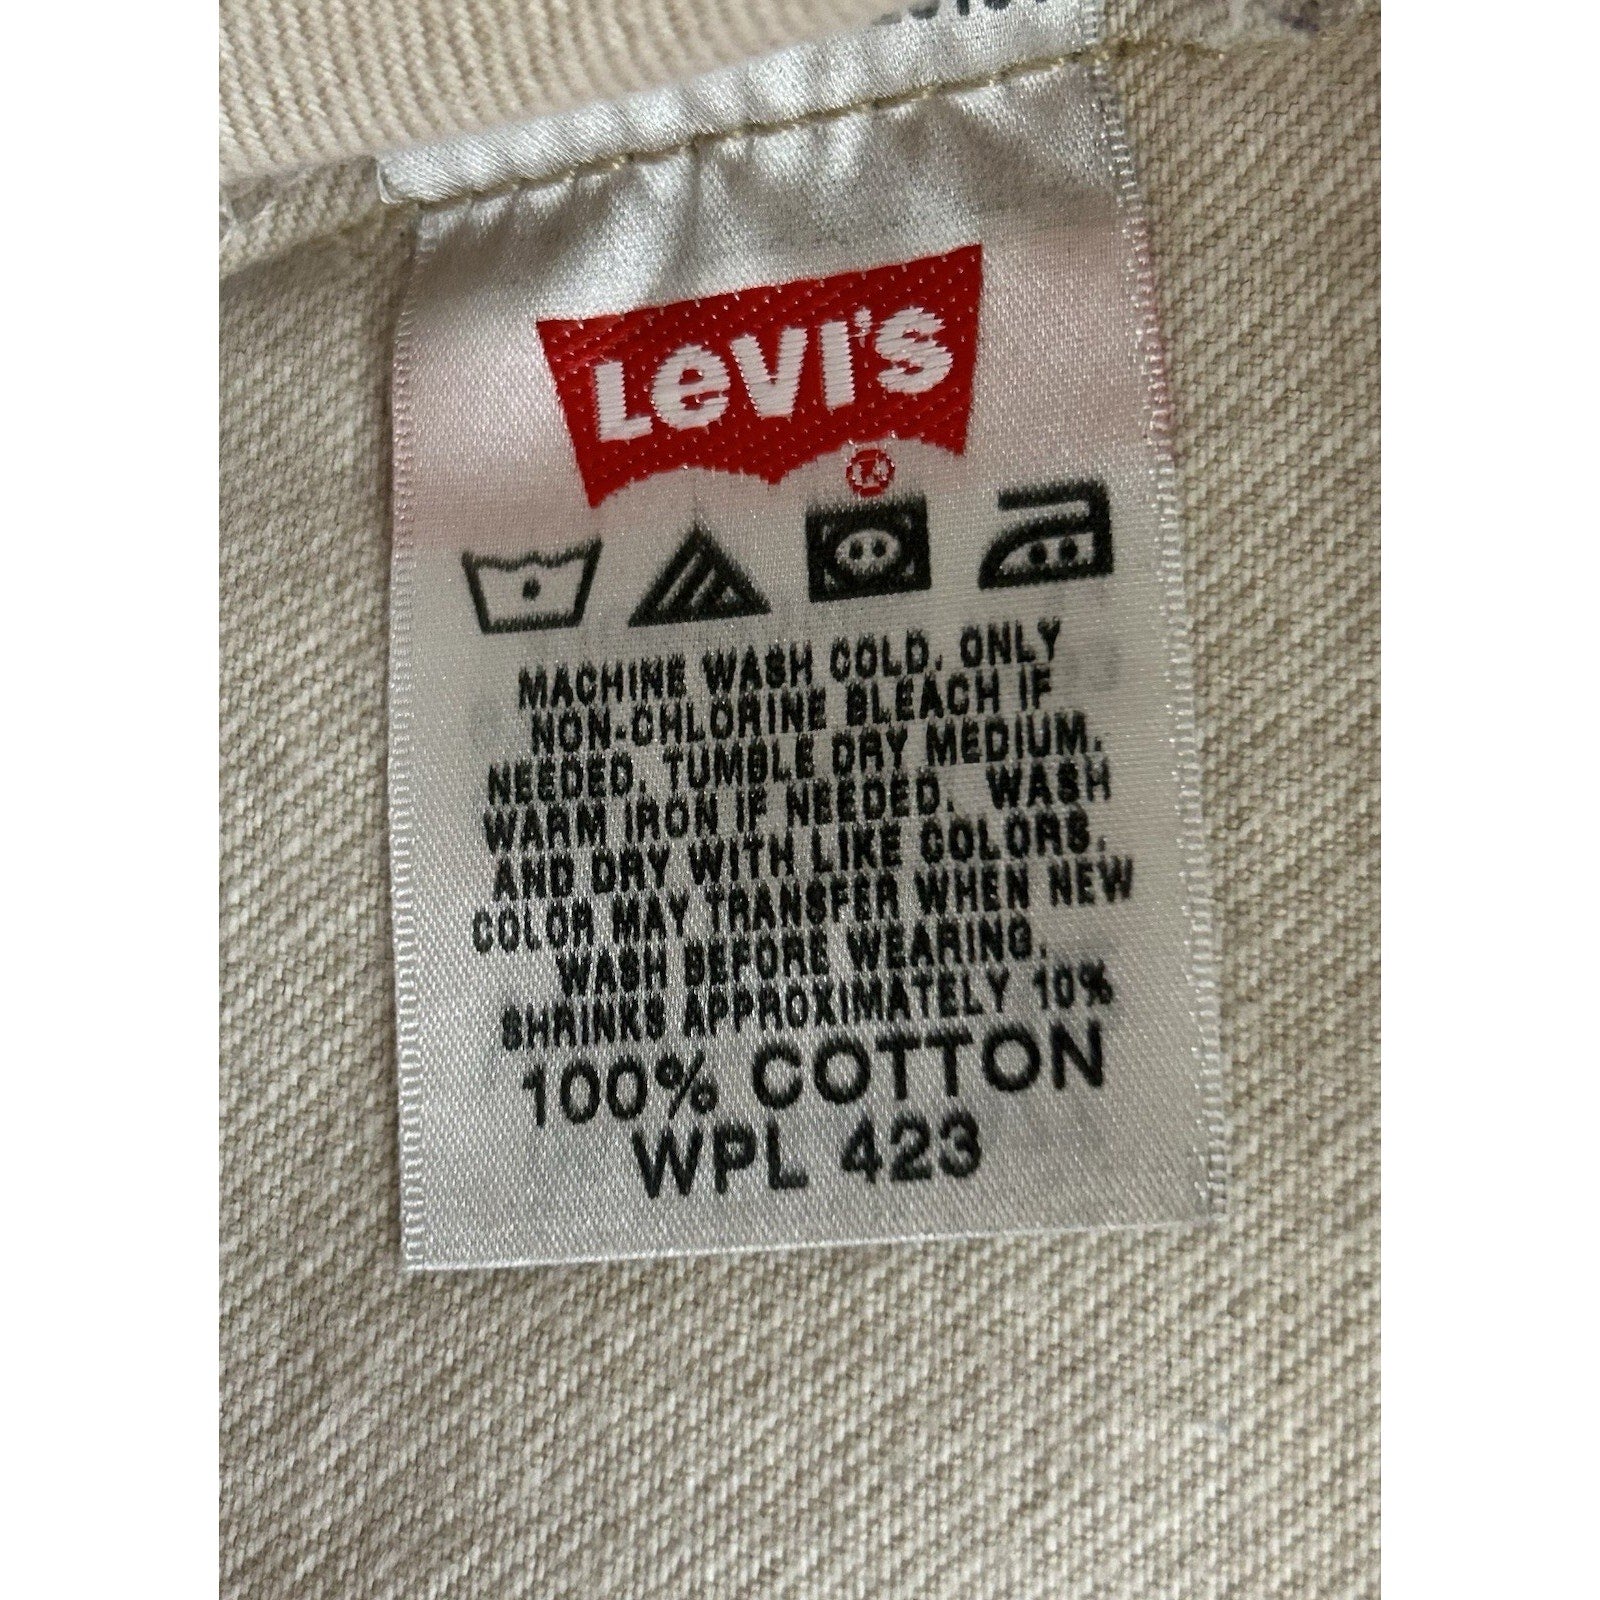 Levi's
MACHINE WASH COLD. ONLY
NON-CHLORINE BLEACH IF
NEEDED. TUMBLE DRY MEDIUM.
WARM IRON IF NEEDED. WASH
AND DRY WITH LIKE COLORS.
COLOR MAY TRANSFER WHEN NEW
WASH BEFORE WEARING.
SHRINKS APPROXIMATELY 10%
100% COTTON
WPL 423